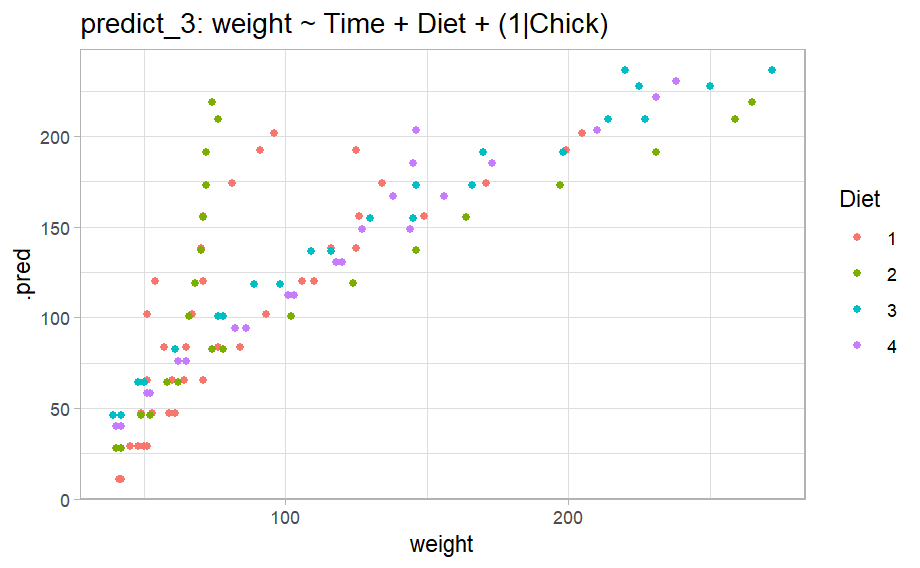 predict_3: weight ~ Time + Diet + (1|Chick)
200
150
100
50
0
.pred
100
200
weight
Diet
1
2
3
4